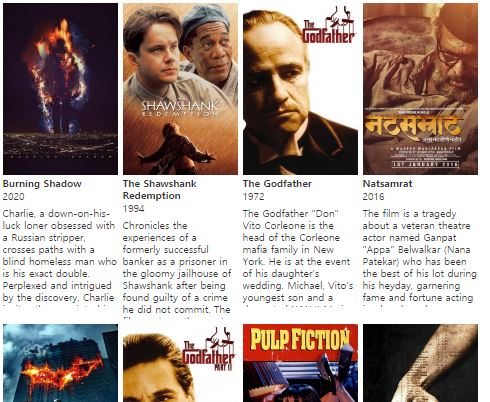 The
Godfather
SHAWSHANK
REDEMPTION
नटसम्राट
1ST JANUARY 2016
Burning Shadow
2020
Charlie, a down-on-his-
luck loner obsessed with
a Russian stripper,
crosses paths with a
blind homeless man who
is his exact double.
Perplexed and intrigued
by the discovery, Charlie
The Shawshank
Redemption
1994
Chronicles the
experiences of a
formerly successful
banker as a prisoner in
the gloomy jailhouse of
Shawshank after being
found guilty of a crime
he did not commit. The
The Godfather
1972
The Godfather "Don"
Vito Corleone is the
head of the Corleone
mafia family in New
York. He is at the event
of his daughter's
wedding. Michael, Vito's
youngest son and a
Natsamrat
2016
The film is a tragedy
about a veteran theatre
actor named Ganpat
"Appa" Belwalkar (Nana
Patekar) who has been
the best of his lot during
his heyday, garnering
fame and fortune acting
The
Godfather
PART II
PULP FICTION